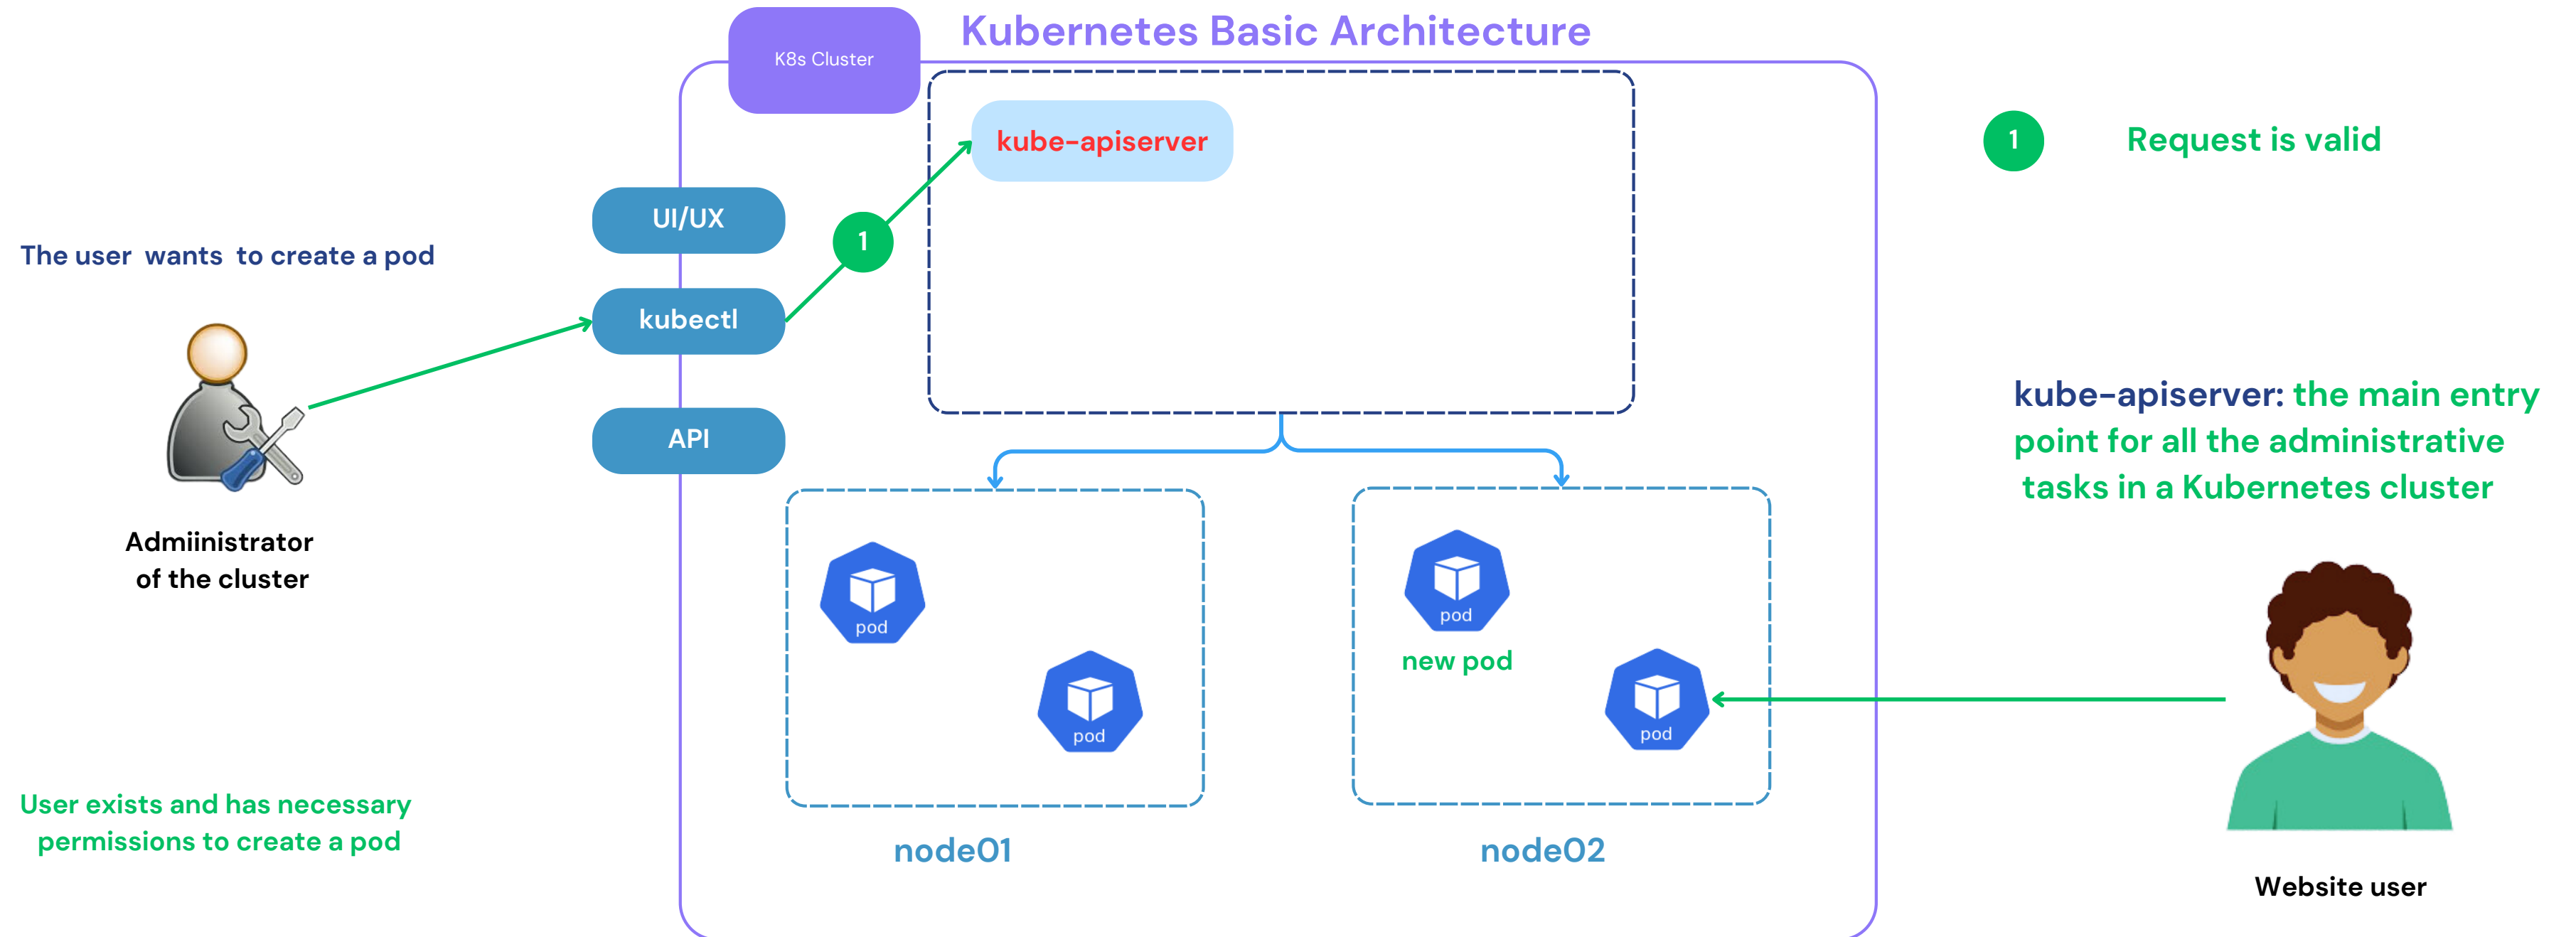 Kubernetes Basic Architecture
K8s Cluster
kube-apiserver
1
Request is valid
UI/UX
1
The user wants to create a pod
kubectl
API
kube-apiserver: the main entry
point for all the administrative
tasks in a Kubernetes cluster
Admiinistrator
of the cluster
pod
pod
new pod
pod
pod
User exists and has necessary
permissions to create a pod
node01
node02
Website user